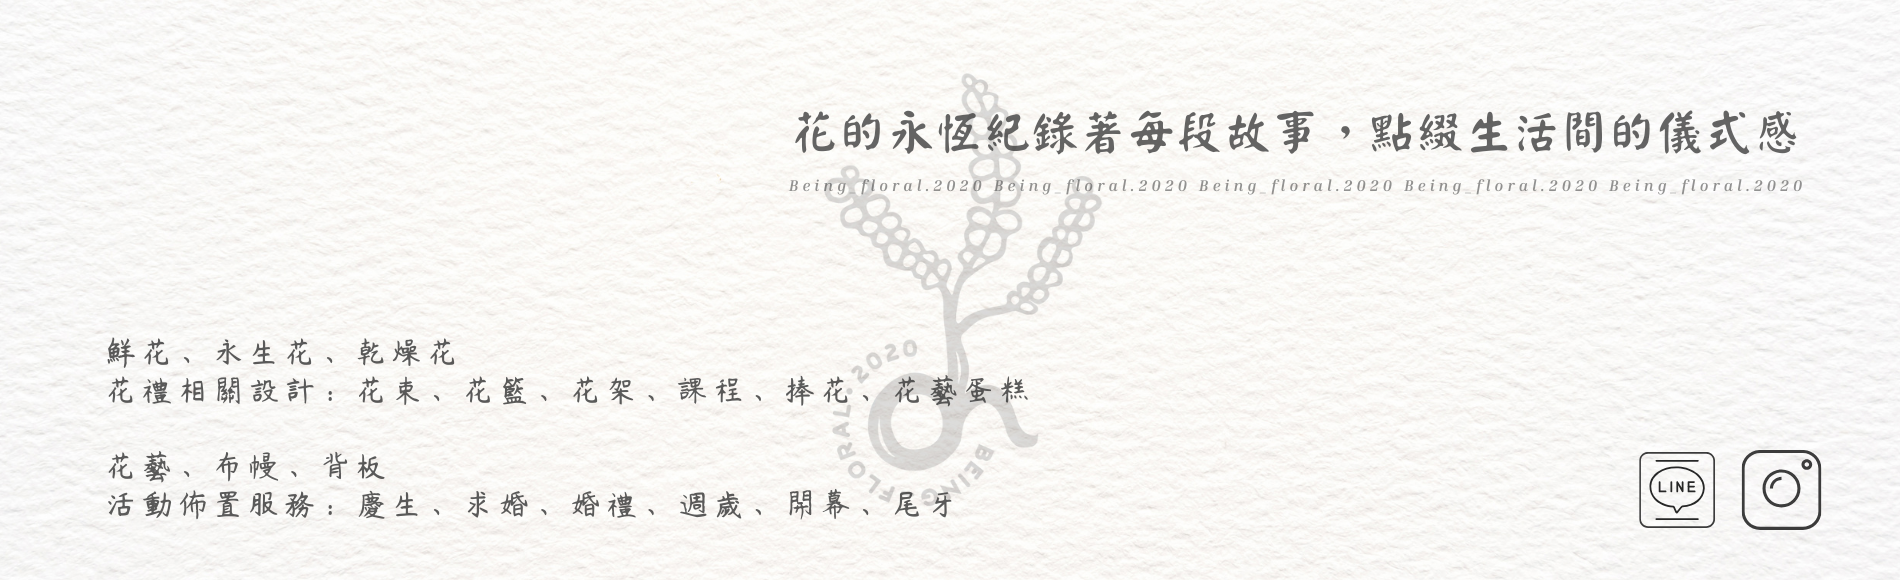 花的永恆紀錄著每段故事，點綴生活間的儀式感
Being_floral.2020 Being_floral.2020 Being_floral.2020 Being_floral.2020 Being_floral.2020
鮮花、永生花、乾燥花
花禮相關設計：花束、花籃、花架、課程、捧花、花藝蛋糕
花藝、布幔、背板
活動佈置服務：慶生、求婚、婚禮、週歲、開幕、尾牙
BEING FLORAL. 2020
LINE